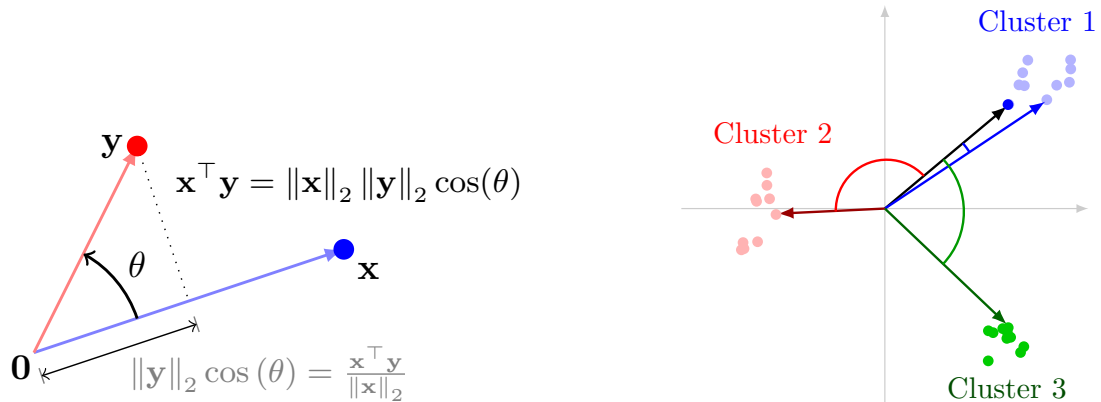 y
x⊤y = ‖x‖₂ ‖y‖₂ cos(θ)
θ
x
0
‖y‖₂ cos (θ) = x⊤y / ‖x‖₂
Cluster 1
Cluster 2
Cluster 3